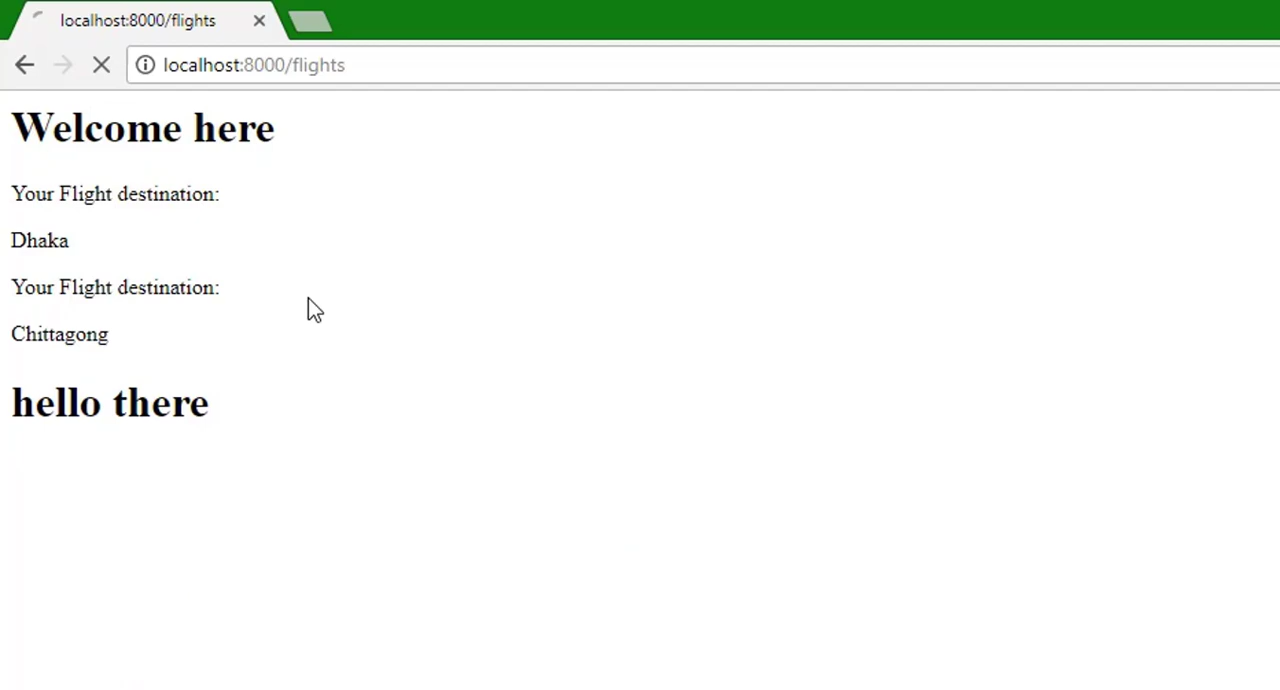 localhost:8000/flights
localhost:8000/flights
Welcome here
Your Flight destination:
Dhaka
Your Flight destination:
Chittagong
hello there